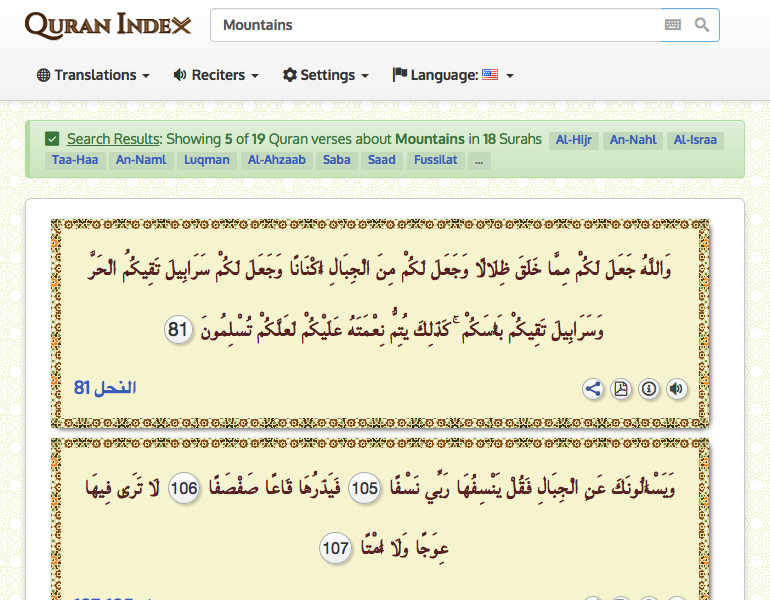 QURAN INDEX
Mountains
Translations Reciters Settings Language:
Search Results: Showing 5 of 19 Quran verses about Mountains in 18 Surahs Al-Hijr An-Nahl Al-Israa
Taa-Haa An-Naml Luqman Al-Ahzaab Saba Saad Fussilat ...
وَاللَّهُ جَعَلَ لَكُمْ مِمَّا خَلَقَ ظِلَالًا وَجَعَلَ لَكُمْ مِنَ الْجِبَالِ أَكْنَانًا وَجَعَلَ لَكُمْ سَرَابِيلَ تَقِيكُمُ الْحَرَّ
وَسَرَابِيلَ تَقِيكُمْ بَأْسَكُمْ ۚ كَذَٰلِكَ يُتِمُّ نِعْمَتَهُ عَلَيْكُمْ لَعَلَّكُمْ تُسْلِمُونَ 81
النحل 81
وَيَسْأَلُونَكَ عَنِ الْجِبَالِ فَقُلْ يَنْسِفُهَا رَبِّي نَسْفًا 105 فَيَذَرُهَا قَاعًا صَفْصَفًا 106 لَا تَرَىٰ فِيهَا
عِوَجًا وَلَا أَمْتًا 107